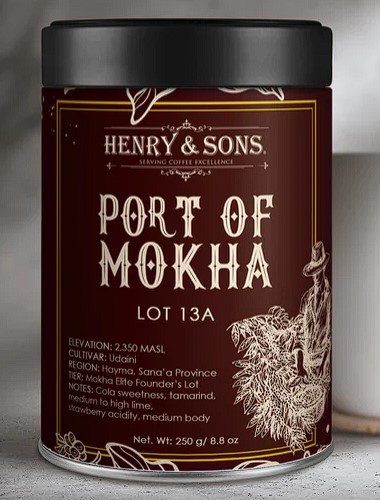 HENRY & SONS.
SERVING COFFEE EXCELLENCE
PORT OF
MOKHA
LOT 13A
ELEVATION: 2,350 MASL
CULTIVAR: Udaini
REGION: Hayma, Sana'a Province
TIER: Mokha Elite Founder's Lot
NOTES: Cola sweetness, tamarind,
medium to high lime,
strawberry acidity, medium body
Net. Wt: 250 g/ 8.8 oz